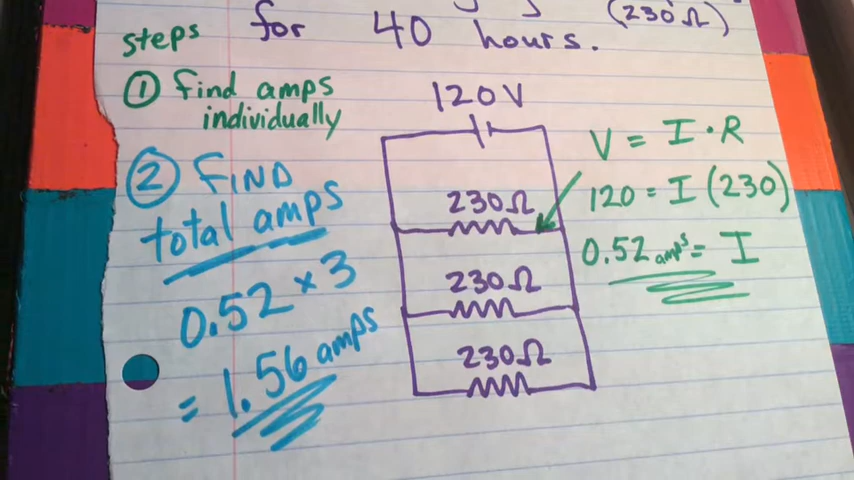 (230Ω)
for 40 hours.
steps
① Find amps
individually
② FIND
total amps
0.52 x 3
= 1.56 amps
120V
230Ω
230Ω
230Ω
V = I · R
120 = I (230)
0.52 amps = I